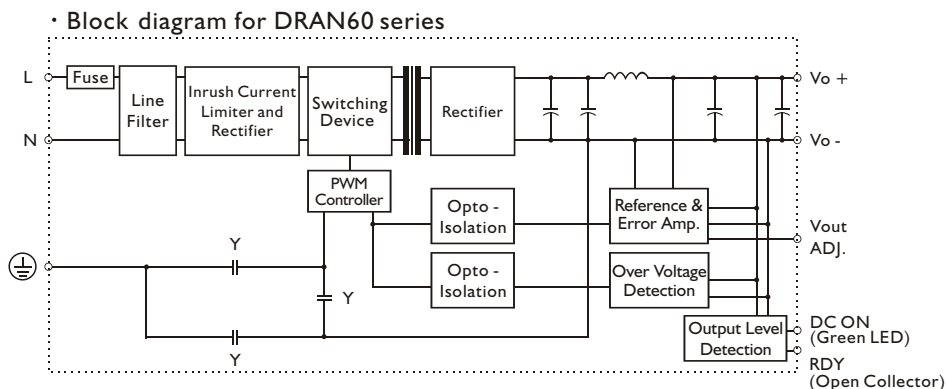 · Block diagram for DRAN60 series
L
Fuse
Line
Filter
Inrush Current
Limiter and
Rectifier
Switching
Device
Rectifier
Vo +
N
Vo -
PWM
Controller
Opto -
Isolation
Reference &
Error Amp.
Vout
ADJ.
Y
Y
Y
Opto -
Isolation
Over Voltage
Detection
Output Level
Detection
DC ON
(Green LED)
RDY
(Open Collector)